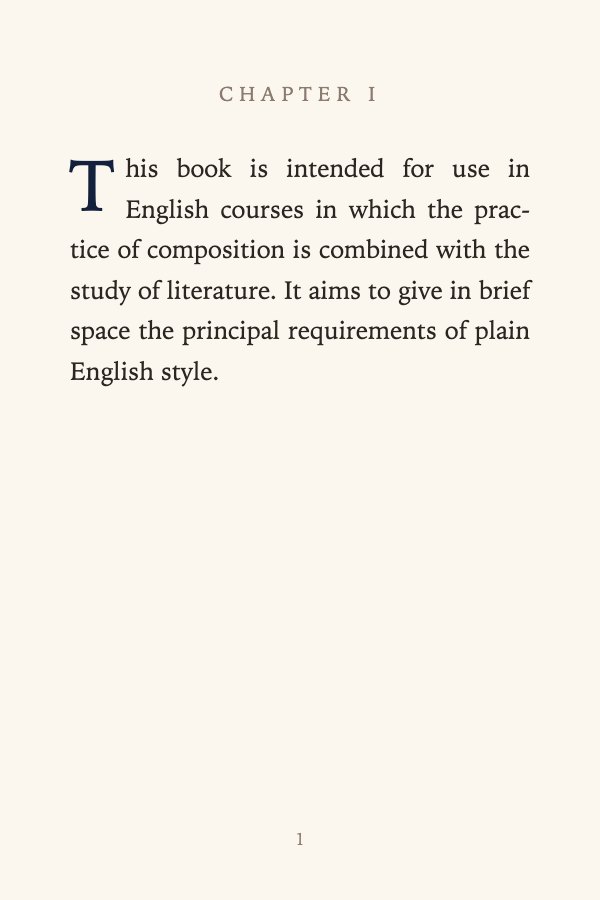 CHAPTER I
This book is intended for use in
English courses in which the prac-
tice of composition is combined with the
study of literature. It aims to give in brief
space the principal requirements of plain
English style.
1